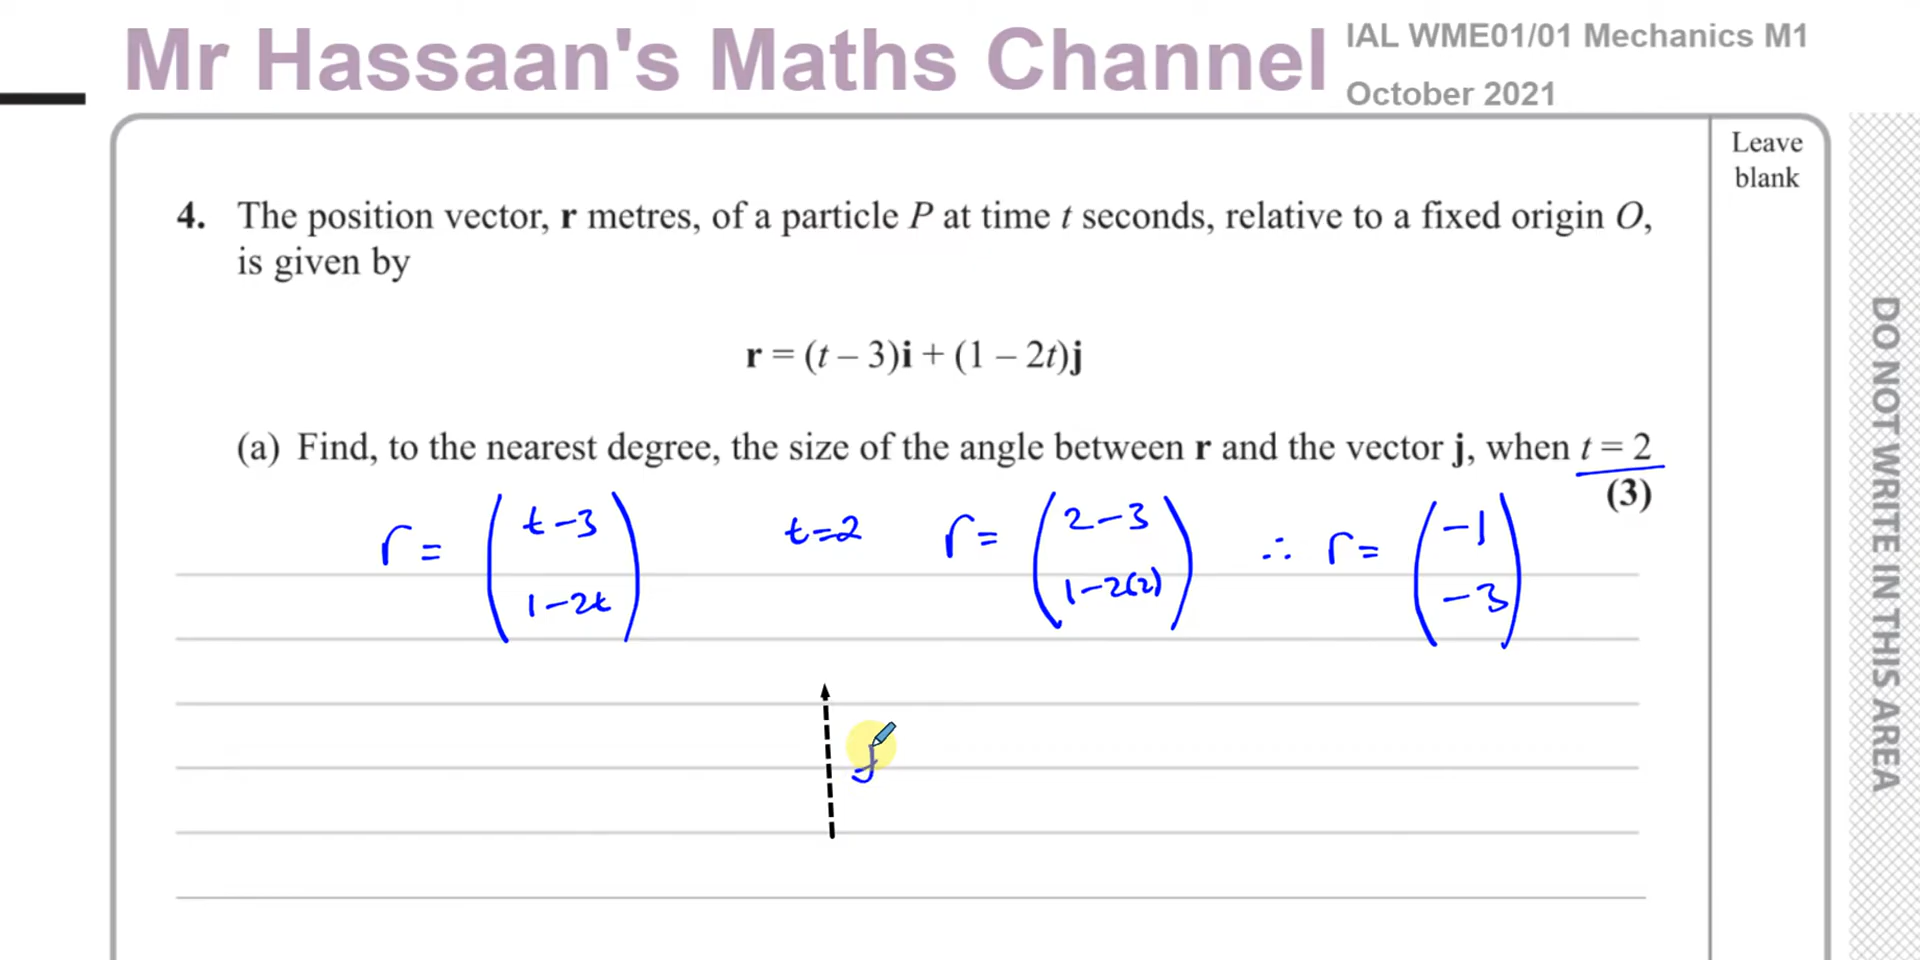 Mr Hassaan's Maths Channel
IAL WME01/01 Mechanics M1
October 2021
Leave
blank
4. The position vector, r metres, of a particle P at time t seconds, relative to a fixed origin O,
is given by
r = (t – 3)i + (1 – 2t)j
(a) Find, to the nearest degree, the size of the angle between r and the vector j, when t = 2
(3)
r = (t-3 1-2t) t=2 r = (2-3 1-2(2)) ∴ r = (-1 -3)
j
DO NOT WRITE IN THIS AREA